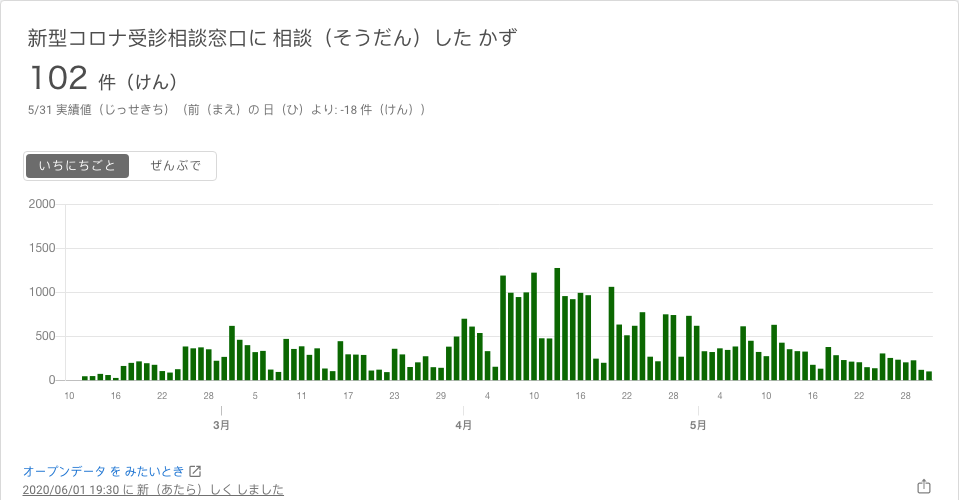 新型コロナ受診相談窓口に 相談（そうだん）した かず
102 件（けん）
5/31 実績値（じっせきち）（前（まえ）の 日（ひ）より: -18 件（けん））
いちにちごと ぜんぶで
2000
1500
1000
500
0
10 16 22 28 5 11 17 23 29 4 10 16 22 28 4 10 16 22 28
3月 4月 5月
オープンデータ を みたいとき
2020/06/01 19:30 に 新（あたら）しく しました